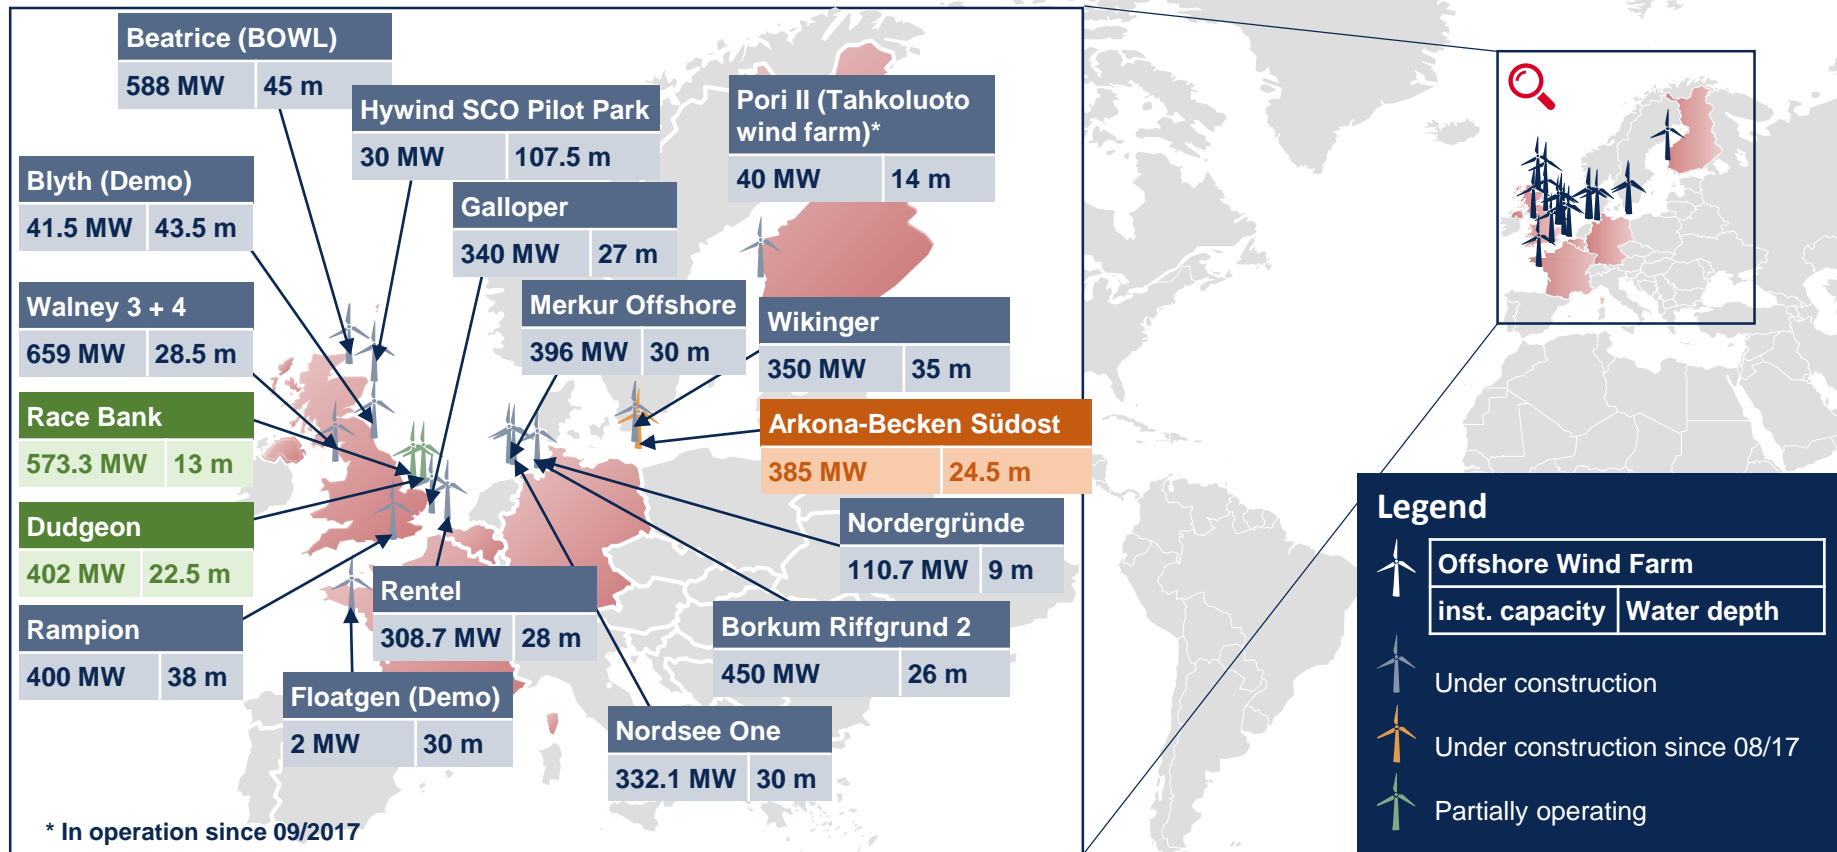 Beatrice (BOWL)
588 MW 45 m
Hywind SCO Pilot Park
30 MW 107.5 m
Pori II (Tahkoluoto
wind farm)*
40 MW 14 m
Blyth (Demo)
41.5 MW 43.5 m
Galloper
340 MW 27 m
Walney 3 + 4
659 MW 28.5 m
Merkur Offshore
396 MW 30 m
Wikinger
350 MW 35 m
Race Bank
573.3 MW 13 m
Arkona-Becken Südost
385 MW 24.5 m
Dudgeon
402 MW 22.5 m
Nordergründe
110.7 MW 9 m
Rentel
308.7 MW 28 m
Rampion
400 MW 38 m
Borkum Riffgrund 2
450 MW 26 m
Floatgen (Demo)
2 MW 30 m
Nordsee One
332.1 MW 30 m
* In operation since 09/2017
Legend
Offshore Wind Farm
inst. capacity Water depth
Under construction
Under construction since 08/17
Partially operating